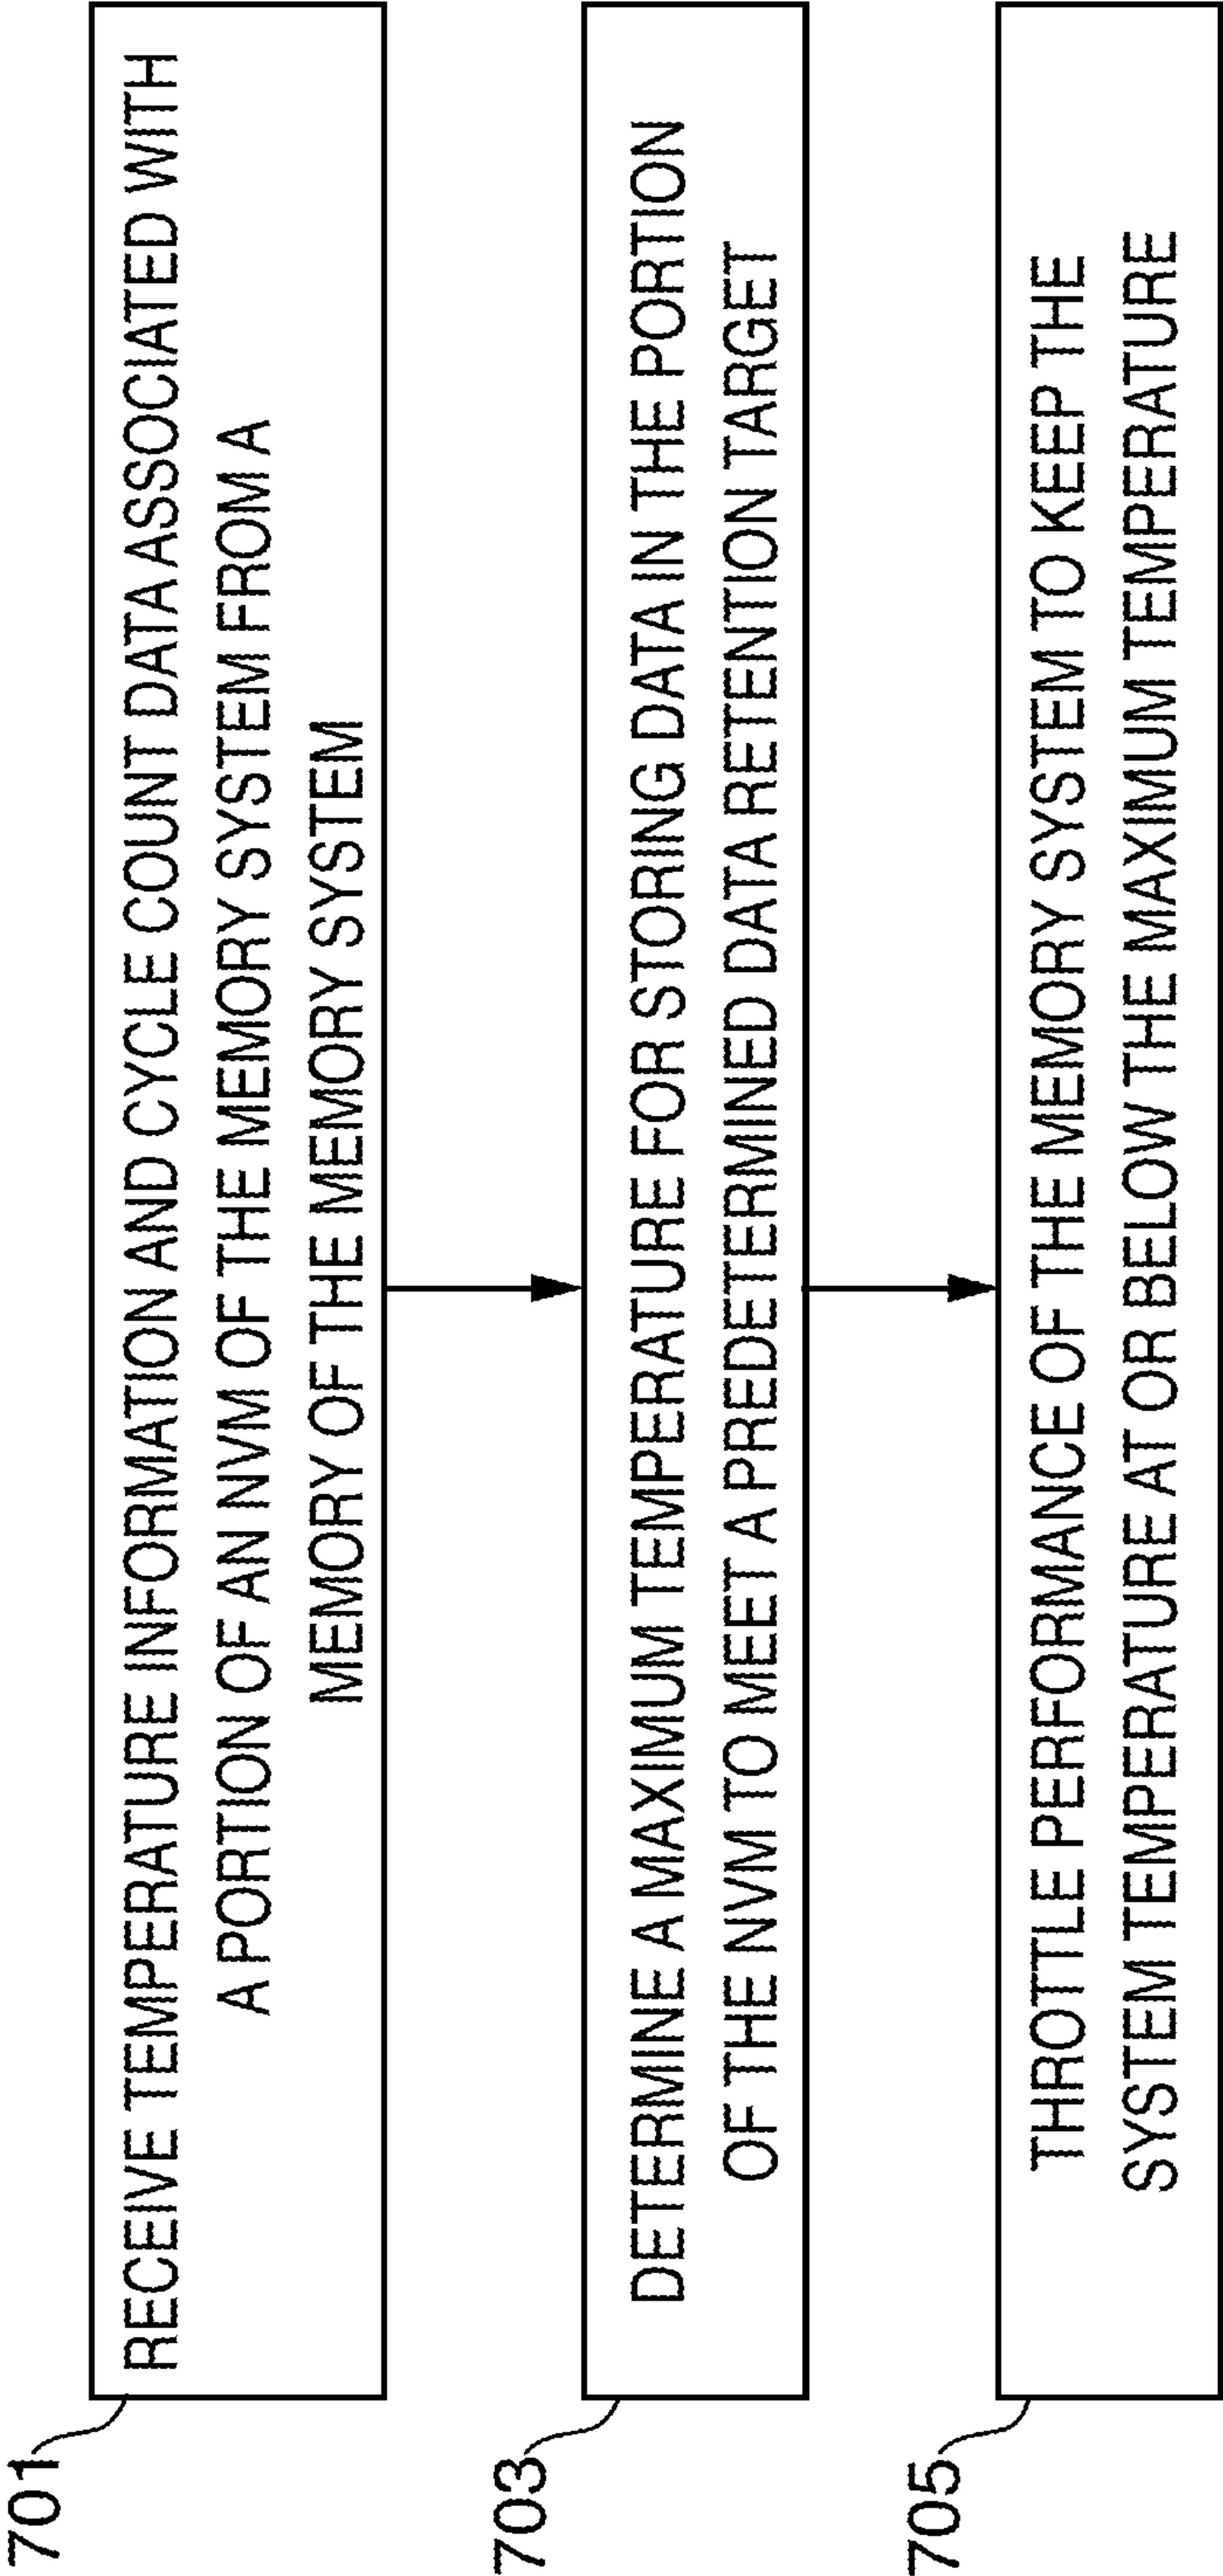 701
RECEIVE TEMPERATURE INFORMATION AND CYCLE COUNT DATA ASSOCIATED WITH
A PORTION OF AN NVM OF THE MEMORY SYSTEM FROM A
MEMORY OF THE MEMORY SYSTEM
703
DETERMINE A MAXIMUM TEMPERATURE FOR STORING DATA IN THE PORTION
OF THE NVM TO MEET A PREDETERMINED DATA RETENTION TARGET
705
THROTTLE PERFORMANCE OF THE MEMORY SYSTEM TO KEEP THE
SYSTEM TEMPERATURE AT OR BELOW THE MAXIMUM TEMPERATURE